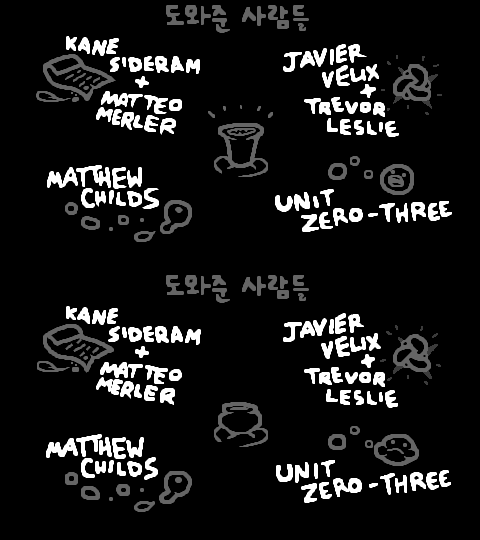 도와준 사람들
KANE
SIDERAM
+
MATTEO
MERLER
JAVIER
VELIX
+
TREVOR
LESLIE
MATTHEW
CHILDS
UNIT
ZERO-THREE
도와준 사람들
KANE
SIDERAM
+
MATTEO
MERLER
JAVIER
VELIX
+
TREVOR
LESLIE
MATTHEW
CHILDS
UNIT
ZERO-THREE